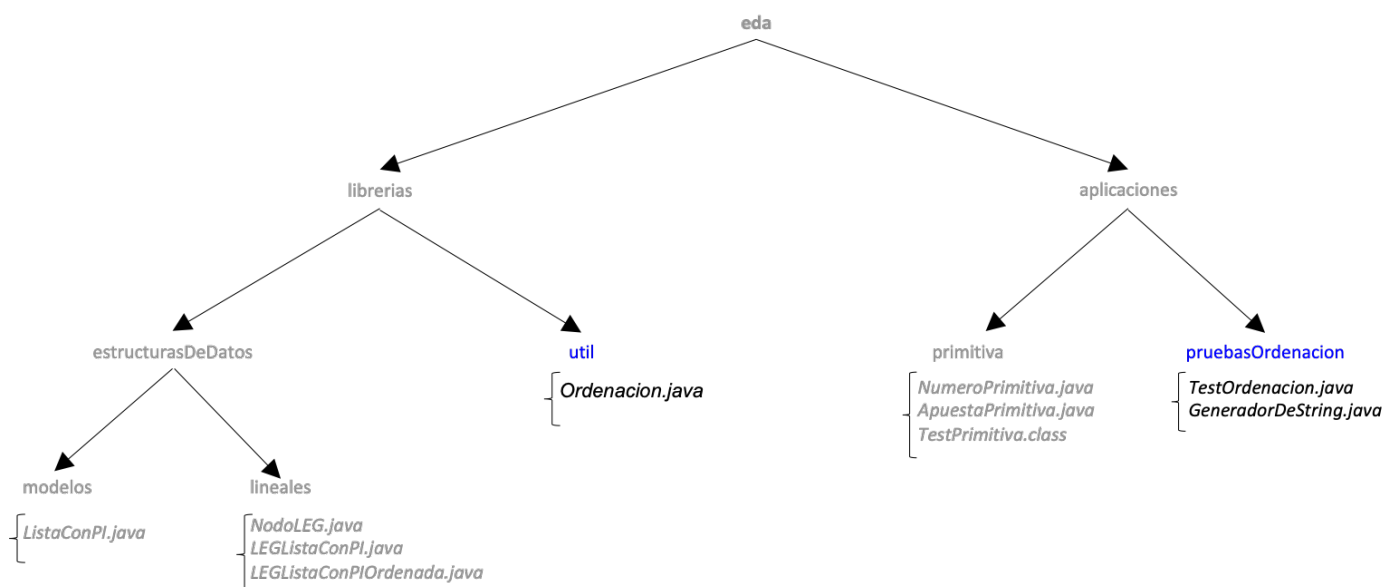 eda
librerias
aplicaciones
estructurasDeDatos
util
primitiva
pruebasOrdenacion
Ordenacion.java
NumeroPrimitiva.java
ApuestaPrimitiva.java
TestPrimitiva.class
TestOrdenacion.java
GeneradorDeString.java
modelos
lineales
ListaConPI.java
NodoLEG.java
LEGListaConPI.java
LEGListaConPIOrdenada.java